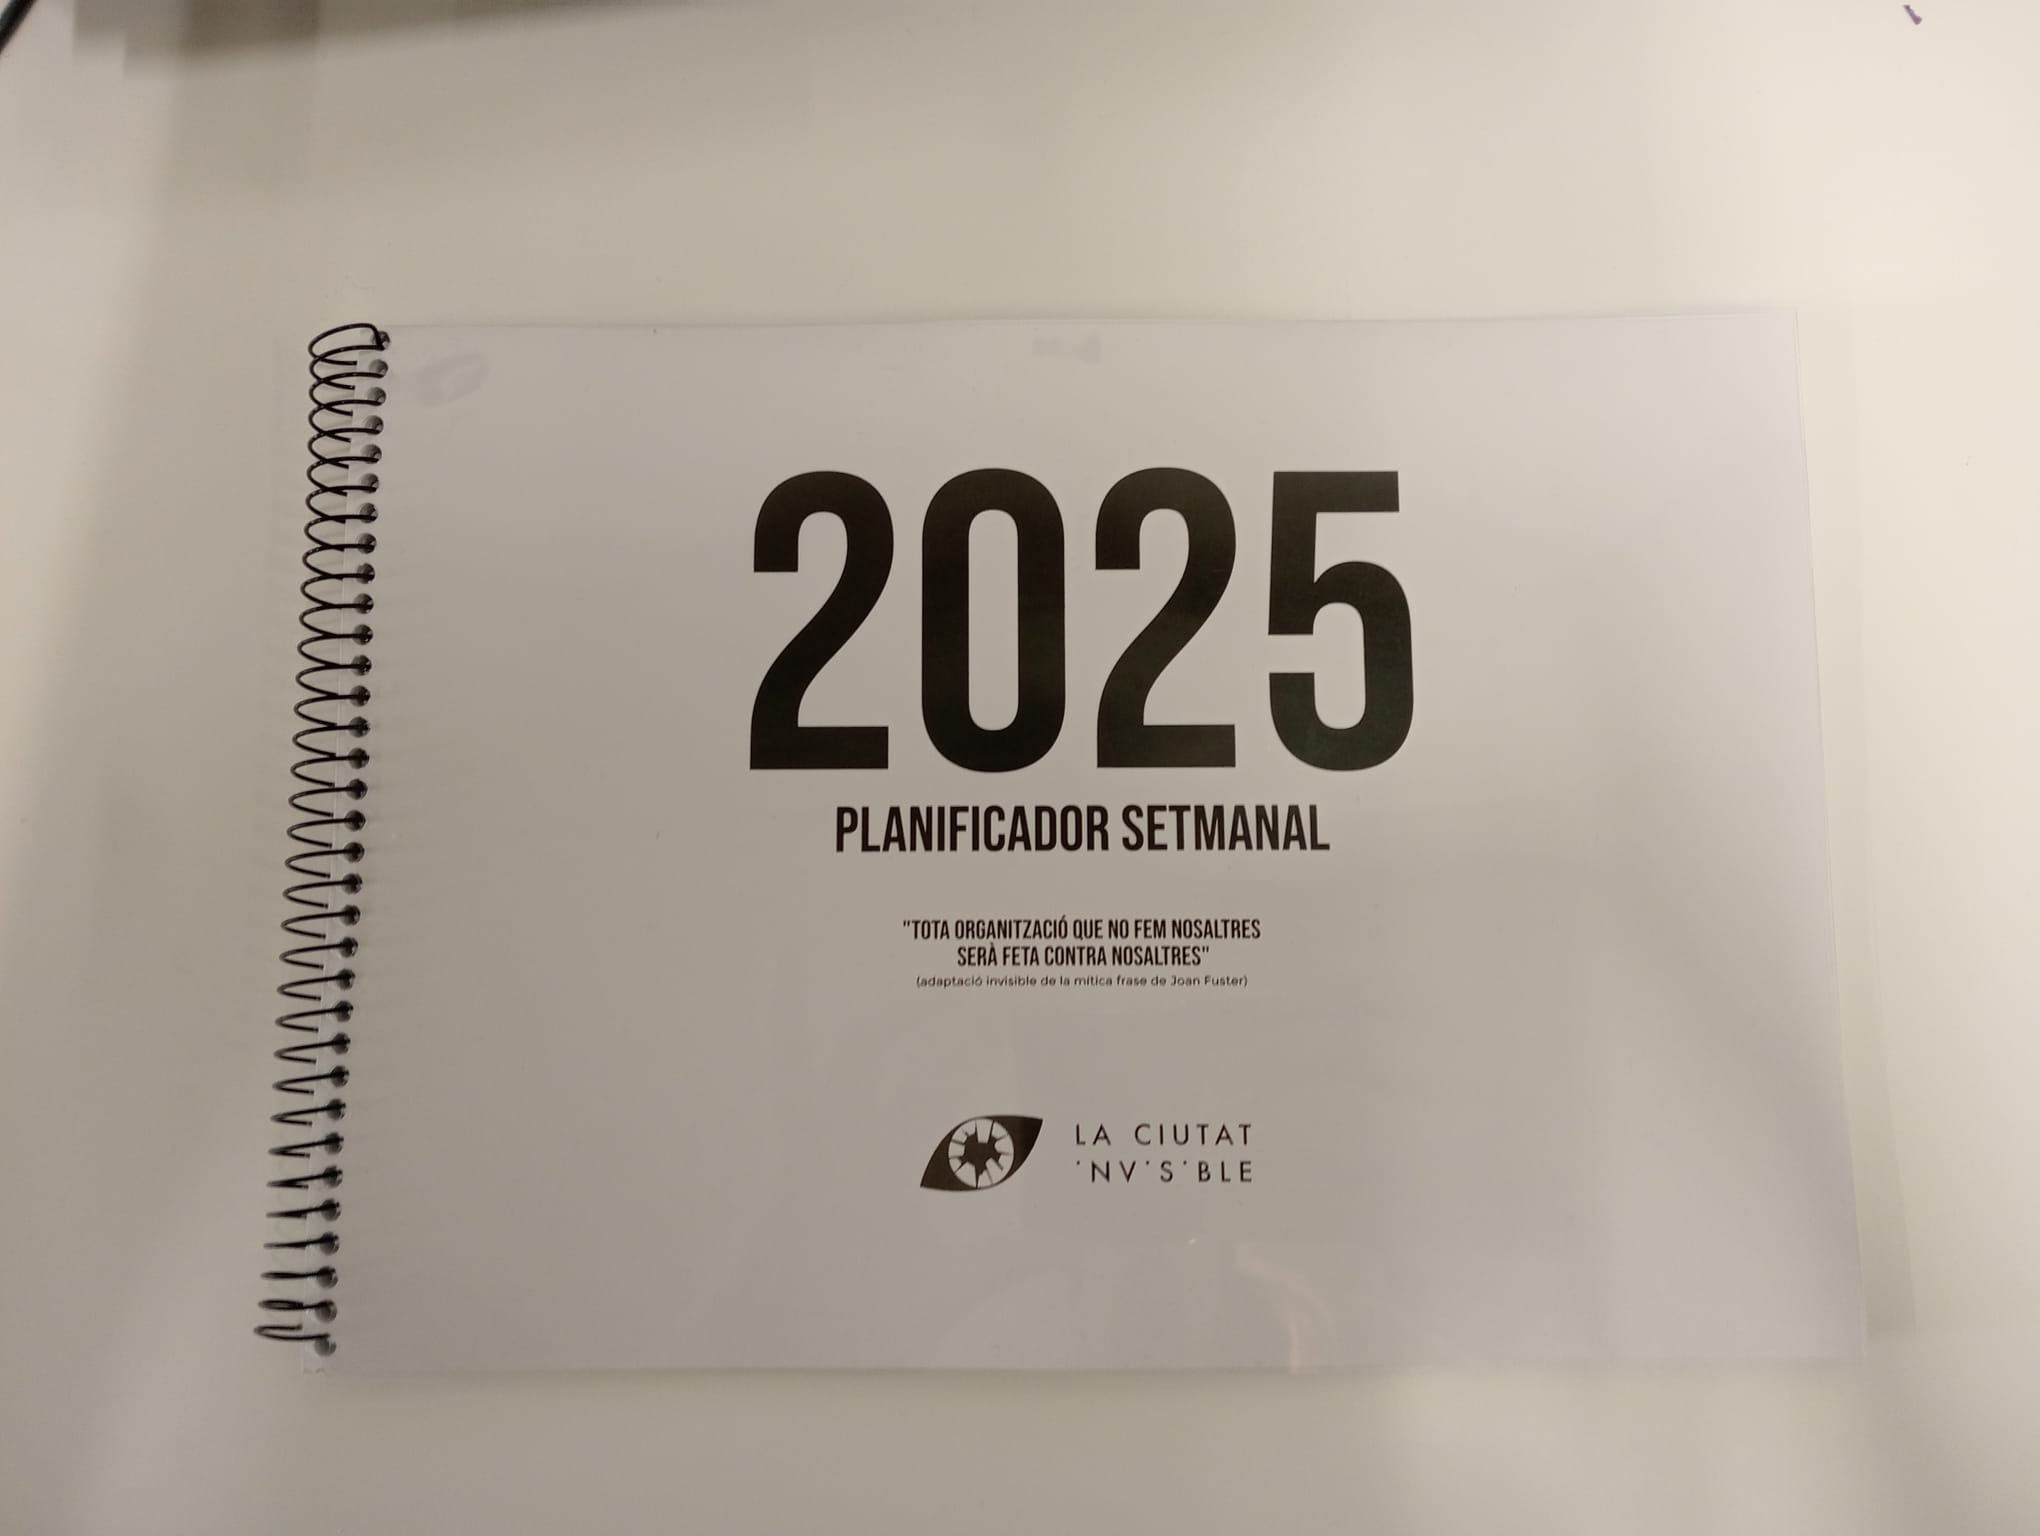 2025
PLANIFICADOR SETMANAL
"TOTA ORGANITZACIÓ QUE NO FEM NOSALTRES
SERÀ FETA CONTRA NOSALTRES"
(adaptació invisible de la mítica frase de Joan Fuster)
LA CIUTAT
˙NV˙S˙BLE